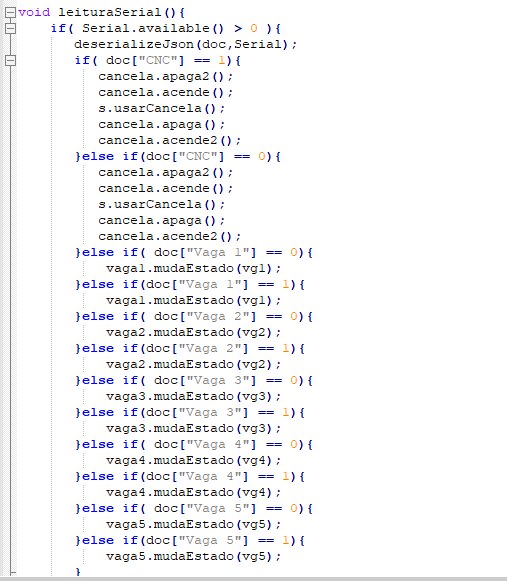 void leituraSerial(){
    if( Serial.available() > 0 ){
       deserializeJson(doc,Serial);
       if( doc["CNC"] == 1){
          cancela.apaga2();
          cancela.acende();
          s.usarCancela();
          cancela.apaga();
          cancela.acende2();
       }else if(doc["CNC"] == 0){
          cancela.apaga2();
          cancela.acende();
          s.usarCancela();
          cancela.apaga();
          cancela.acende2();
       }else if( doc["Vaga 1"] == 0){
           vaga1.mudaEstado(vg1);
       }else if(doc["Vaga 1"] == 1){
           vaga1.mudaEstado(vg1);
       }else if( doc["Vaga 2"] == 0){
           vaga2.mudaEstado(vg2);
       }else if(doc["Vaga 2"] == 1){
           vaga2.mudaEstado(vg2);
       }else if( doc["Vaga 3"] == 0){
           vaga3.mudaEstado(vg3);
       }else if(doc["Vaga 3"] == 1){
           vaga3.mudaEstado(vg3);
       }else if( doc["Vaga 4"] == 0){
           vaga4.mudaEstado(vg4);
       }else if(doc["Vaga 4"] == 1){
           vaga4.mudaEstado(vg4);
       }else if( doc["Vaga 5"] == 0){
           vaga5.mudaEstado(vg5);
       }else if(doc["Vaga 5"] == 1){
           vaga5.mudaEstado(vg5);
       }